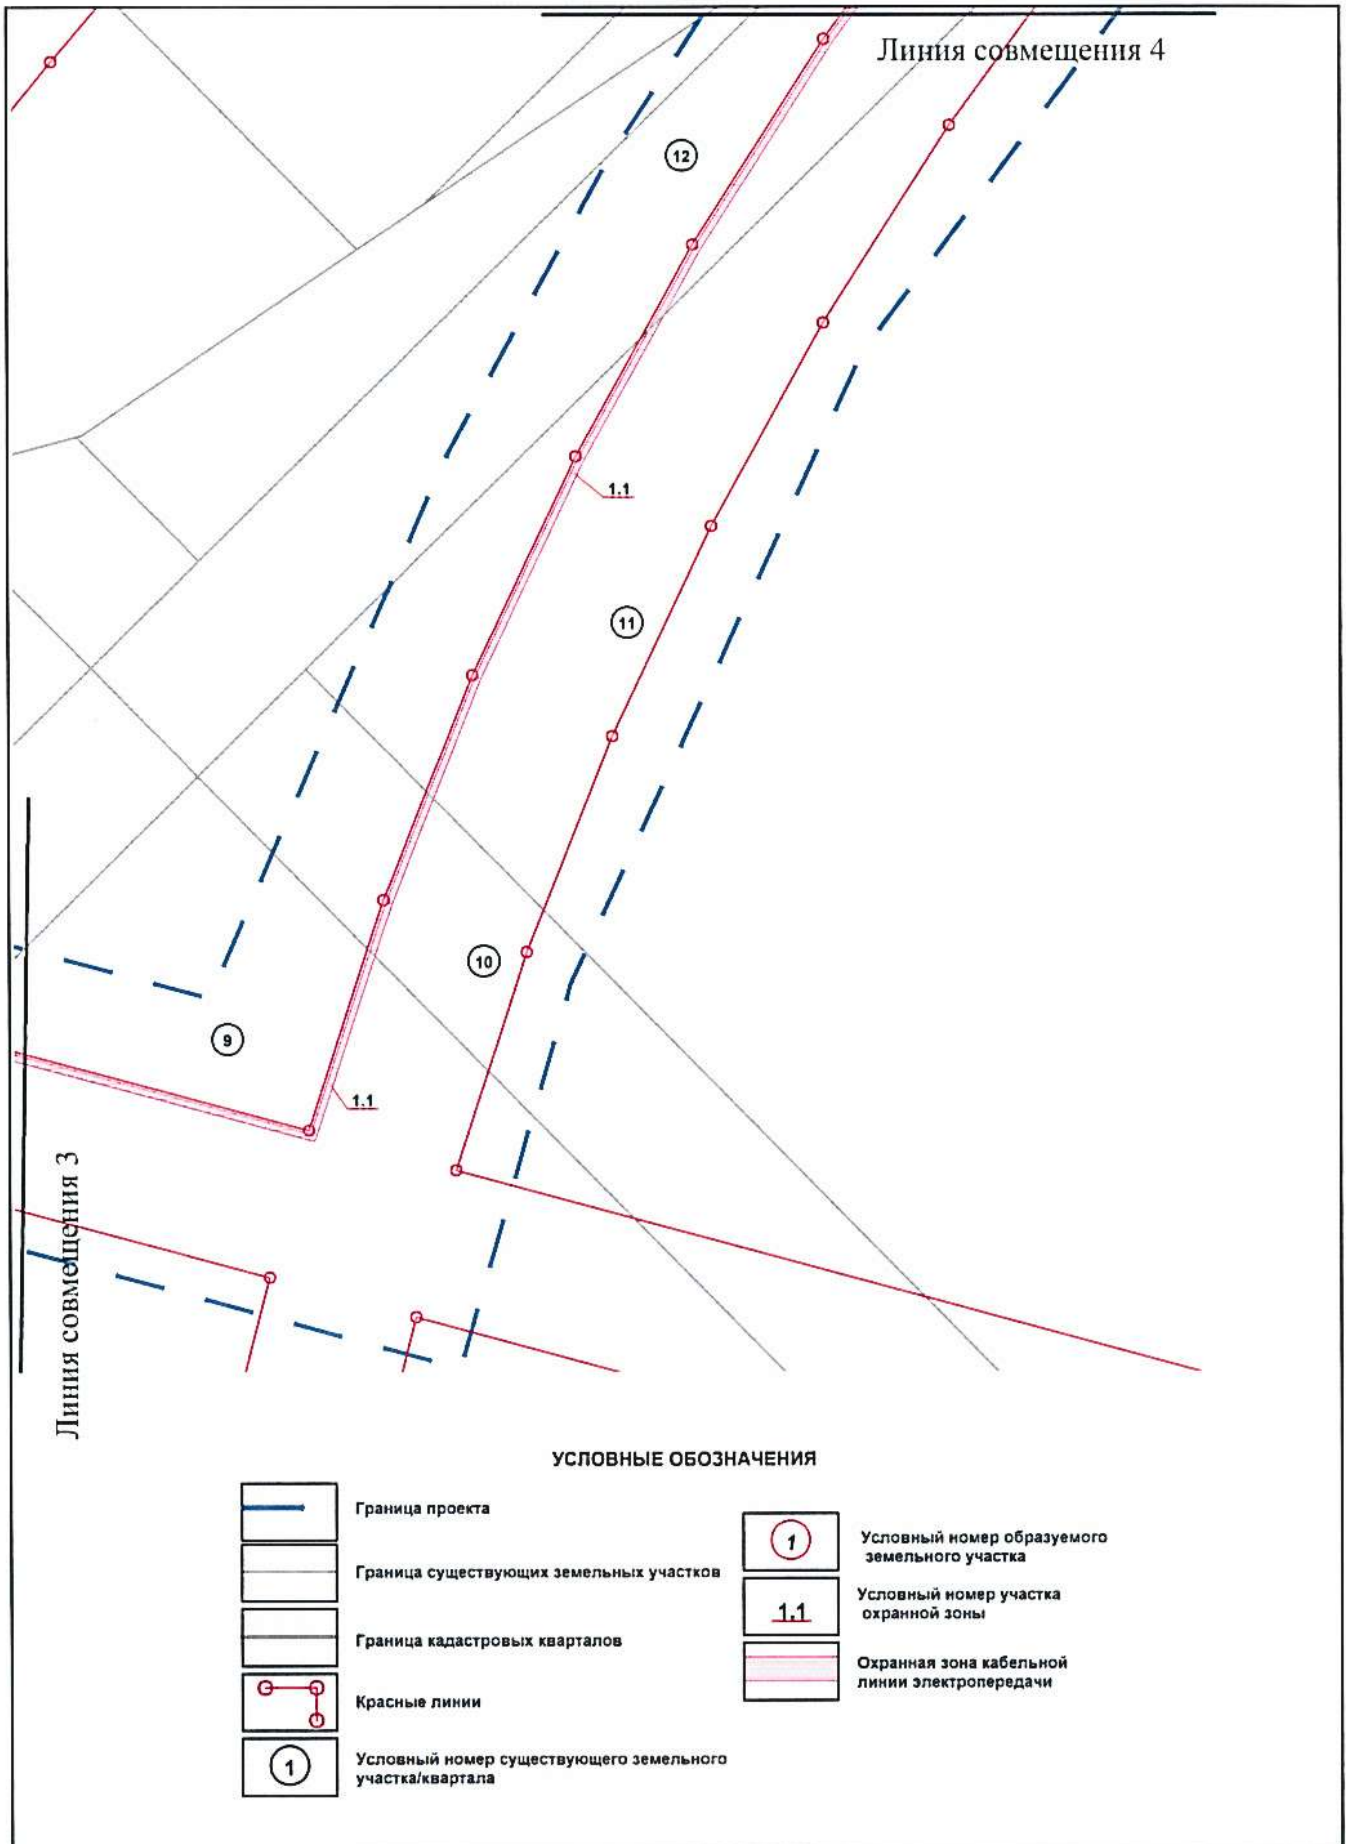 Линия совмещения 4
12
1.1
11
10
9
1.1
Линия совмещения 3
УСЛОВНЫЕ ОБОЗНАЧЕНИЯ
Граница проекта
Граница существующих земельных участков
Граница кадастровых кварталов
Красные линии
1
Условный номер существующего земельного
участка/квартала
1
Условный номер образуемого
земельного участка
1.1
Условный номер участка
охранной зоны
Охранная зона кабельной
линии электропередачи